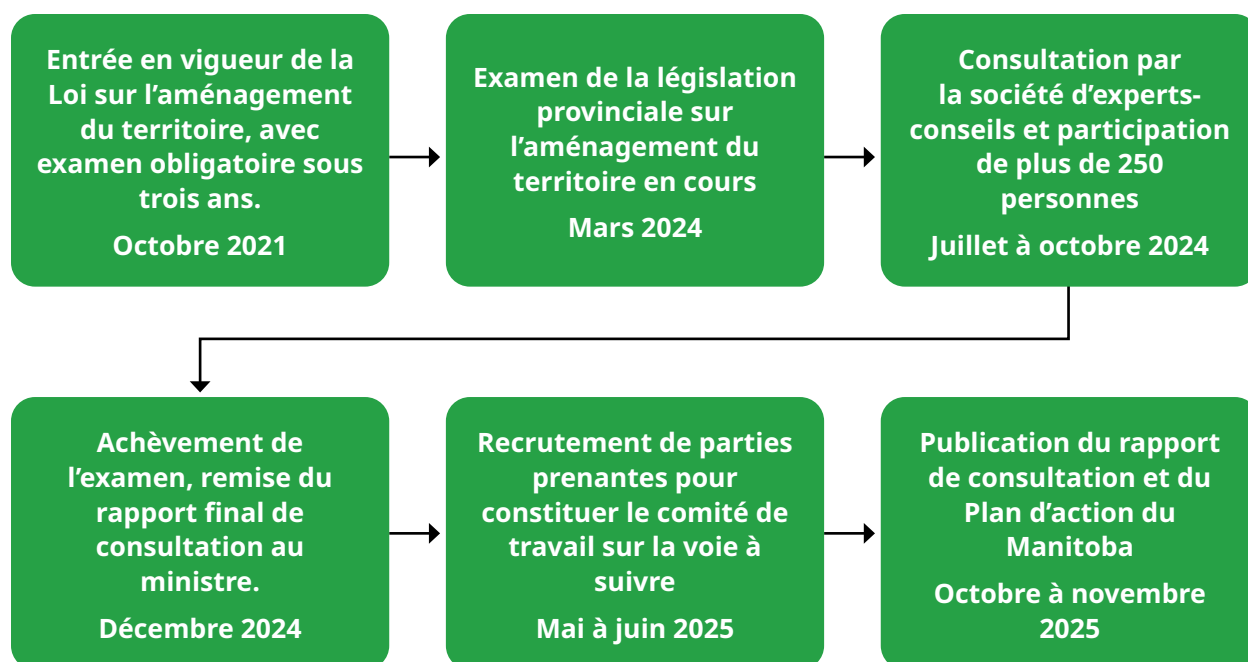 Entrée en vigueur de la
Loi sur l’aménagement
du territoire, avec
examen obligatoire sous
trois ans.
Octobre 2021
Examen de la législation
provinciale sur
l’aménagement du
territoire en cours
Mars 2024
Consultation par
la société d’experts-
conseils et participation
de plus de 250
personnes
Juillet à octobre 2024
Achèvement de
l’examen, remise du
rapport final de
consultation au
ministre.
Décembre 2024
Recrutement de parties
prenantes pour
constituer le comité de
travail sur la voie à
suivre
Mai à juin 2025
Publication du rapport
de consultation et du
Plan d’action du
Manitoba
Octobre à novembre
2025